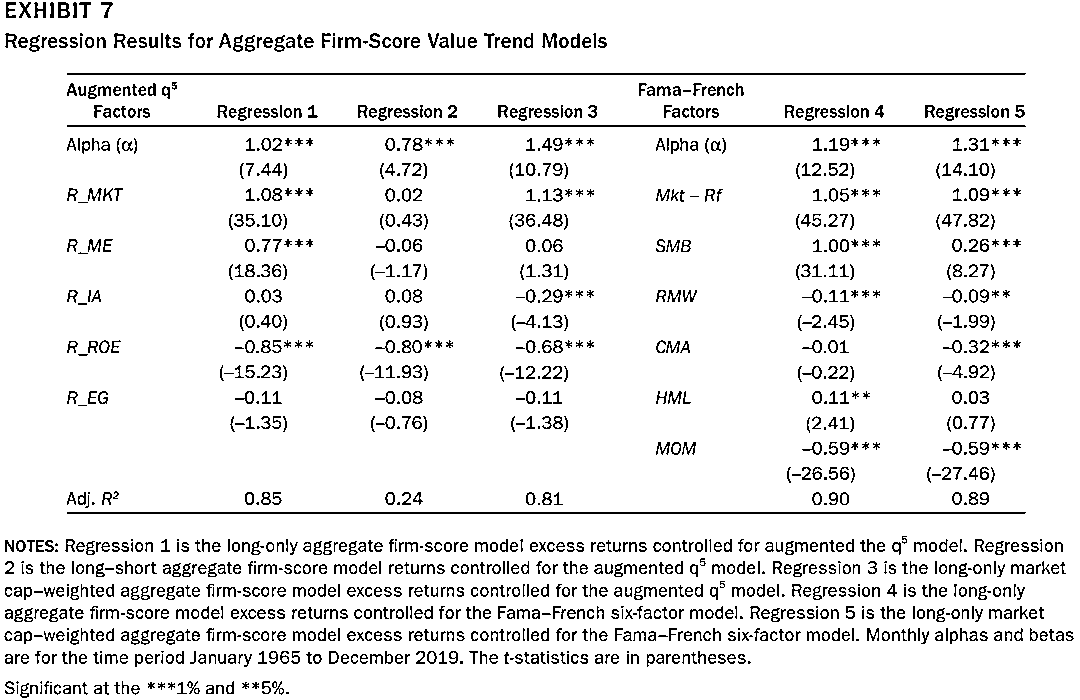 EXHIBIT 7
Regression Results for Aggregate Firm-Score Value Trend Models
Augmented q⁵ Factors Regression 1 Regression 2 Regression 3 Fama–French Factors Regression 4 Regression 5
Alpha (α) 1.02*** 0.78*** 1.49*** Alpha (α) 1.19*** 1.31***
(7.44) (4.72) (10.79) (12.52) (14.10)
R_MKT 1.08*** 0.02 1.13*** Mkt – Rf 1.05*** 1.09***
(35.10) (0.43) (36.48) (45.27) (47.82)
R_ME 0.77*** –0.06 0.06 SMB 1.00*** 0.26***
(18.36) (–1.17) (1.31) (31.11) (8.27)
R_IA 0.03 0.08 –0.29*** RMW –0.11*** –0.09**
(0.40) (0.93) (–4.13) (–2.45) (–1.99)
R_ROE –0.85*** –0.80*** –0.68*** CMA –0.01 –0.32***
(–15.23) (–11.93) (–12.22) (–0.22) (–4.92)
R_EG –0.11 –0.08 –0.11 HML 0.11** 0.03
(–1.35) (–0.76) (–1.38) (2.41) (0.77)
MOM –0.59*** –0.59***
(–26.56) (–27.46)
Adj. R² 0.85 0.24 0.81 0.90 0.89
NOTES: Regression 1 is the long-only aggregate firm-score model excess returns controlled for augmented the q⁵ model. Regression
2 is the long–short aggregate firm-score model returns controlled for the augmented q⁵ model. Regression 3 is the long-only market
cap–weighted aggregate firm-score model excess returns controlled for the augmented q⁵ model. Regression 4 is the long-only
aggregate firm-score model excess returns controlled for the Fama–French six-factor model. Regression 5 is the long-only market
cap–weighted aggregate firm-score model excess returns controlled for the Fama–French six-factor model. Monthly alphas and betas
are for the time period January 1965 to December 2019. The t-statistics are in parentheses.
Significant at the ***1% and **5%.